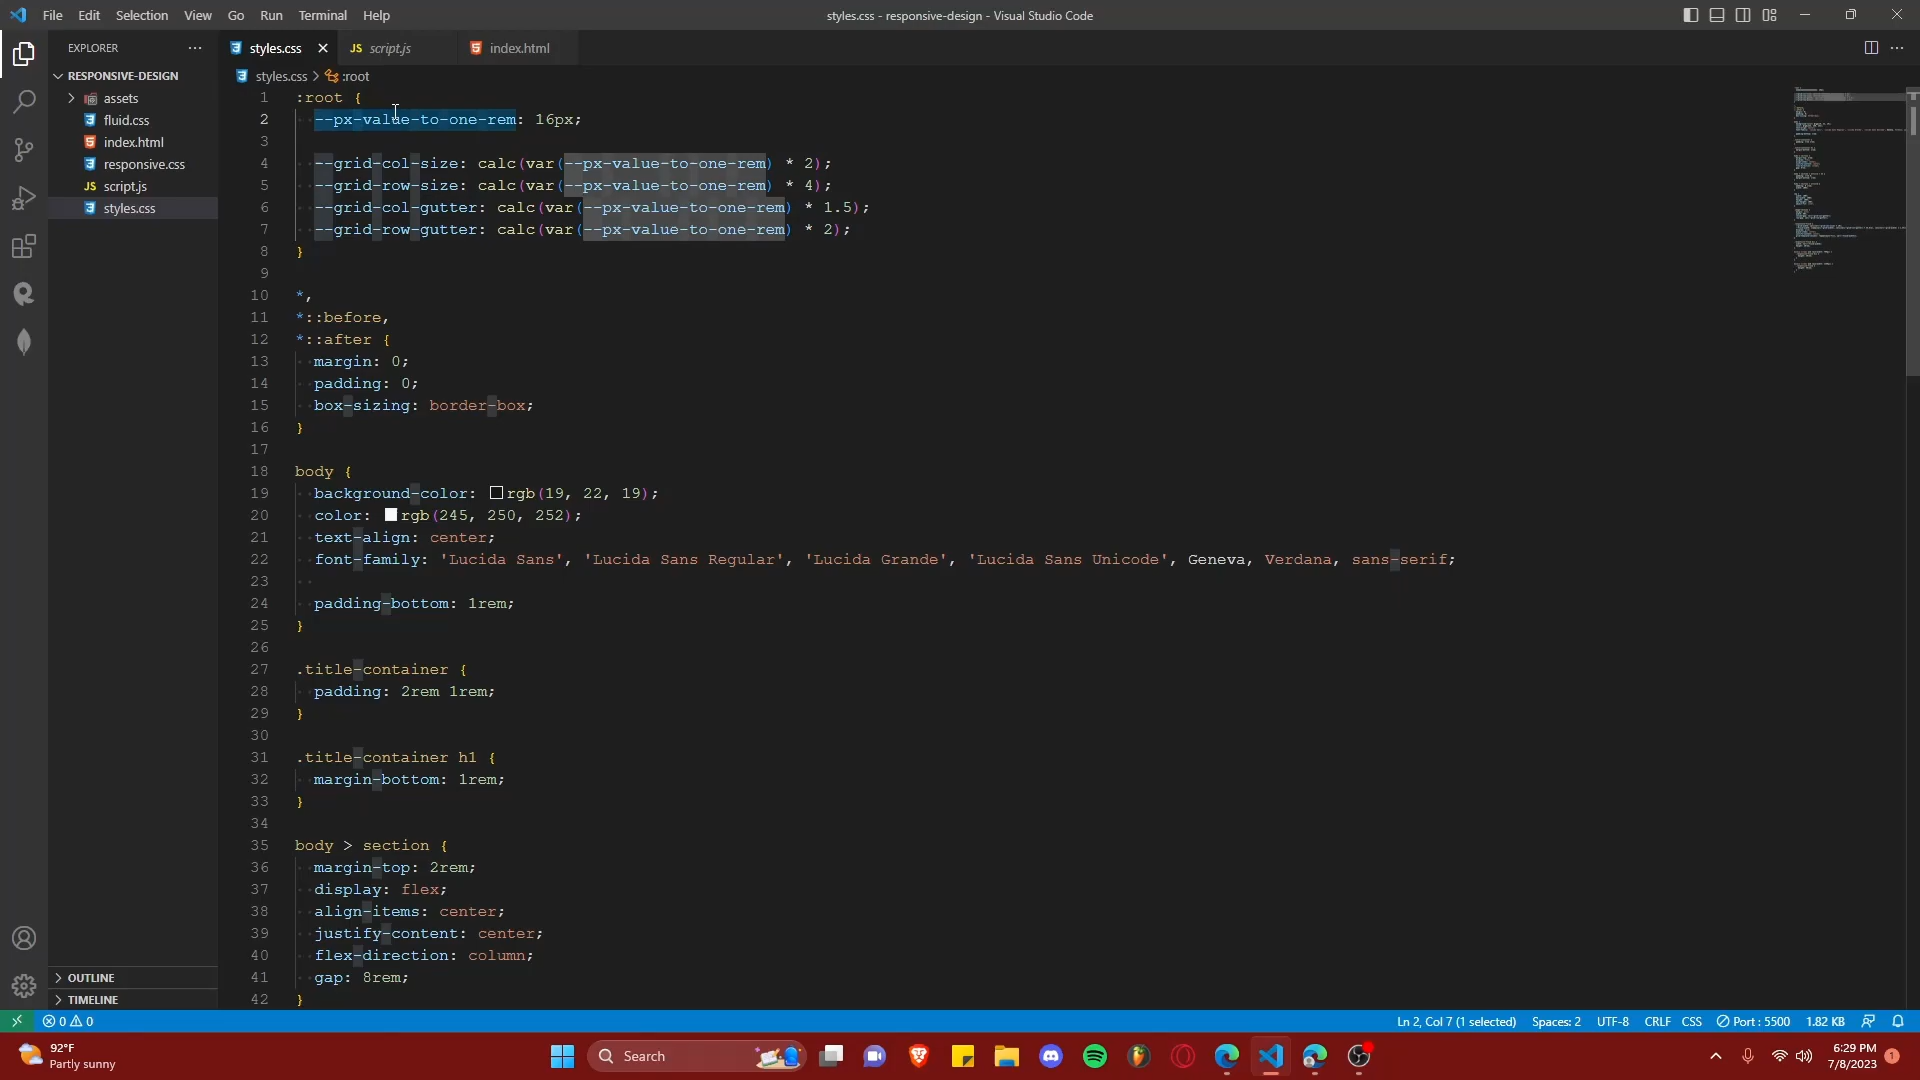 File Edit Selection View Go Run Terminal Help
styles.css - responsive-design - Visual Studio Code
EXPLORER
RESPONSIVE-DESIGN
assets
fluid.css
index.html
responsive.css
JS script.js
styles.css
OUTLINE
TIMELINE
styles.css
JS script.js
index.html
styles.css > :root
1 :root {
2 --px-value-to-one-rem: 16px;
3
4 --grid-col-size: calc(var(--px-value-to-one-rem) * 2);
5 --grid-row-size: calc(var(--px-value-to-one-rem) * 4);
6 --grid-col-gutter: calc(var(--px-value-to-one-rem) * 1.5);
7 --grid-row-gutter: calc(var(--px-value-to-one-rem) * 2);
8 }
9
10 *,
11 *::before,
12 *::after {
13 margin: 0;
14 padding: 0;
15 box-sizing: border-box;
16 }
17
18 body {
19 background-color: rgb(19, 22, 19);
20 color: rgb(245, 250, 252);
21 text-align: center;
22 font-family: 'Lucida Sans', 'Lucida Sans Regular', 'Lucida Grande', 'Lucida Sans Unicode', Geneva, Verdana, sans-serif;
23
24 padding-bottom: 1rem;
25 }
26
27 .title-container {
28 padding: 2rem 1rem;
29 }
30
31 .title-container h1 {
32 margin-bottom: 1rem;
33 }
34
35 body > section {
36 margin-top: 2rem;
37 display: flex;
38 align-items: center;
39 justify-content: center;
40 flex-direction: column;
41 gap: 8rem;
42 }
0 0
Ln 2, Col 7 (1 selected) Spaces: 2 UTF-8 CRLF CSS Port : 5500 1.82 KB
92°F
Partly sunny
Search
6:29 PM
7/8/2023
1